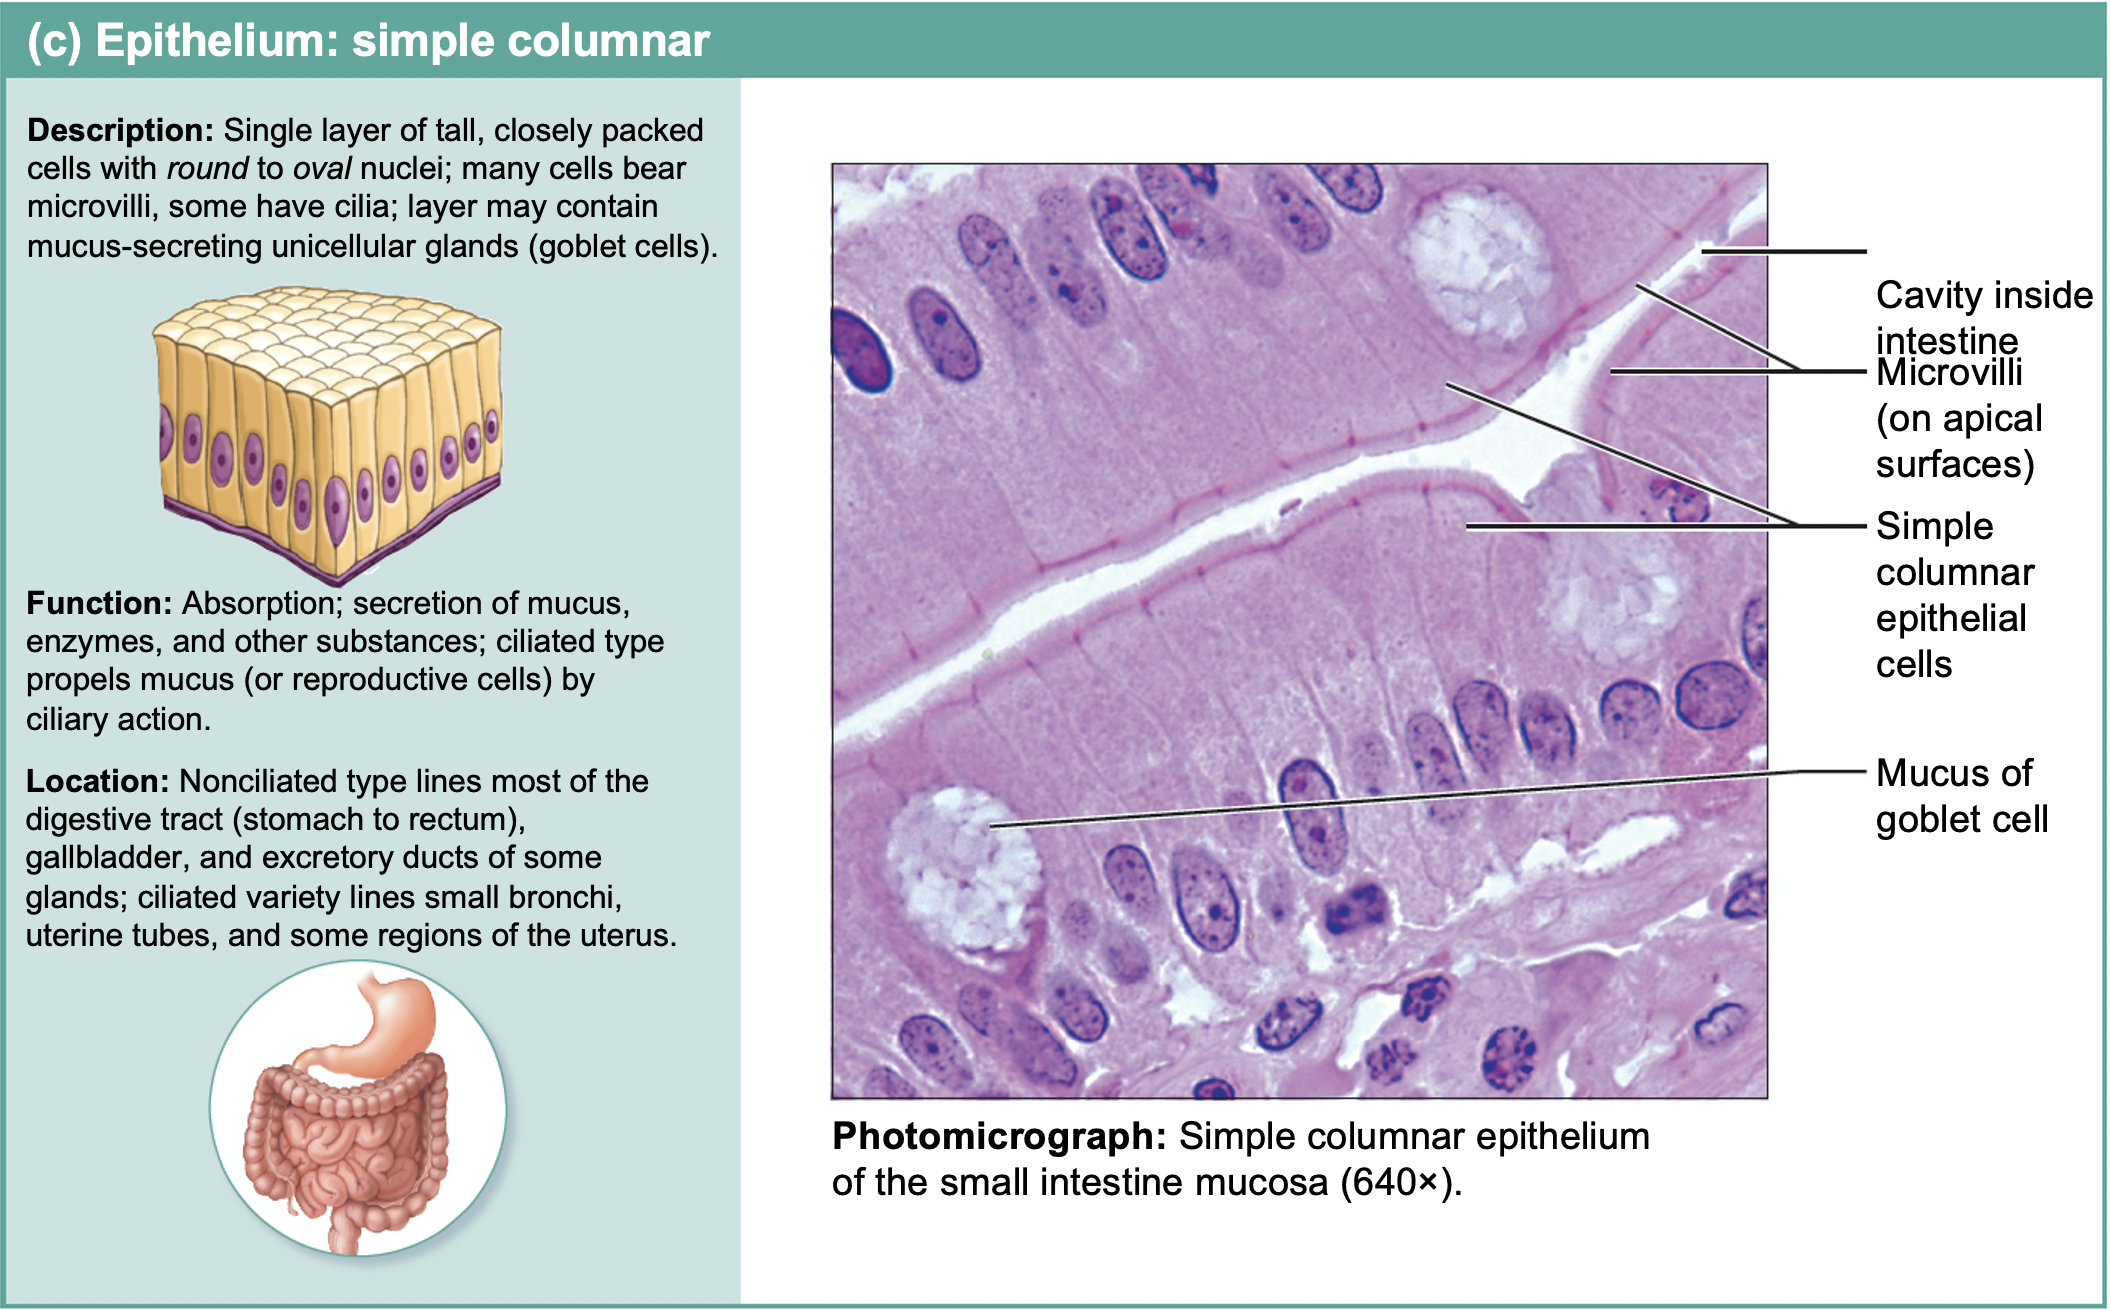 (c) Epithelium: simple columnar
Description: Single layer of tall, closely packed
cells with round to oval nuclei; many cells bear
microvilli, some have cilia; layer may contain
mucus-secreting unicellular glands (goblet cells).
Function: Absorption; secretion of mucus,
enzymes, and other substances; ciliated type
propels mucus (or reproductive cells) by
ciliary action.
Location: Nonciliated type lines most of the
digestive tract (stomach to rectum),
gallbladder, and excretory ducts of some
glands; ciliated variety lines small bronchi,
uterine tubes, and some regions of the uterus.
Cavity inside
intestine
Microvilli
(on apical
surfaces)
Simple
columnar
epithelial
cells
Mucus of
goblet cell
Photomicrograph: Simple columnar epithelium
of the small intestine mucosa (640×).